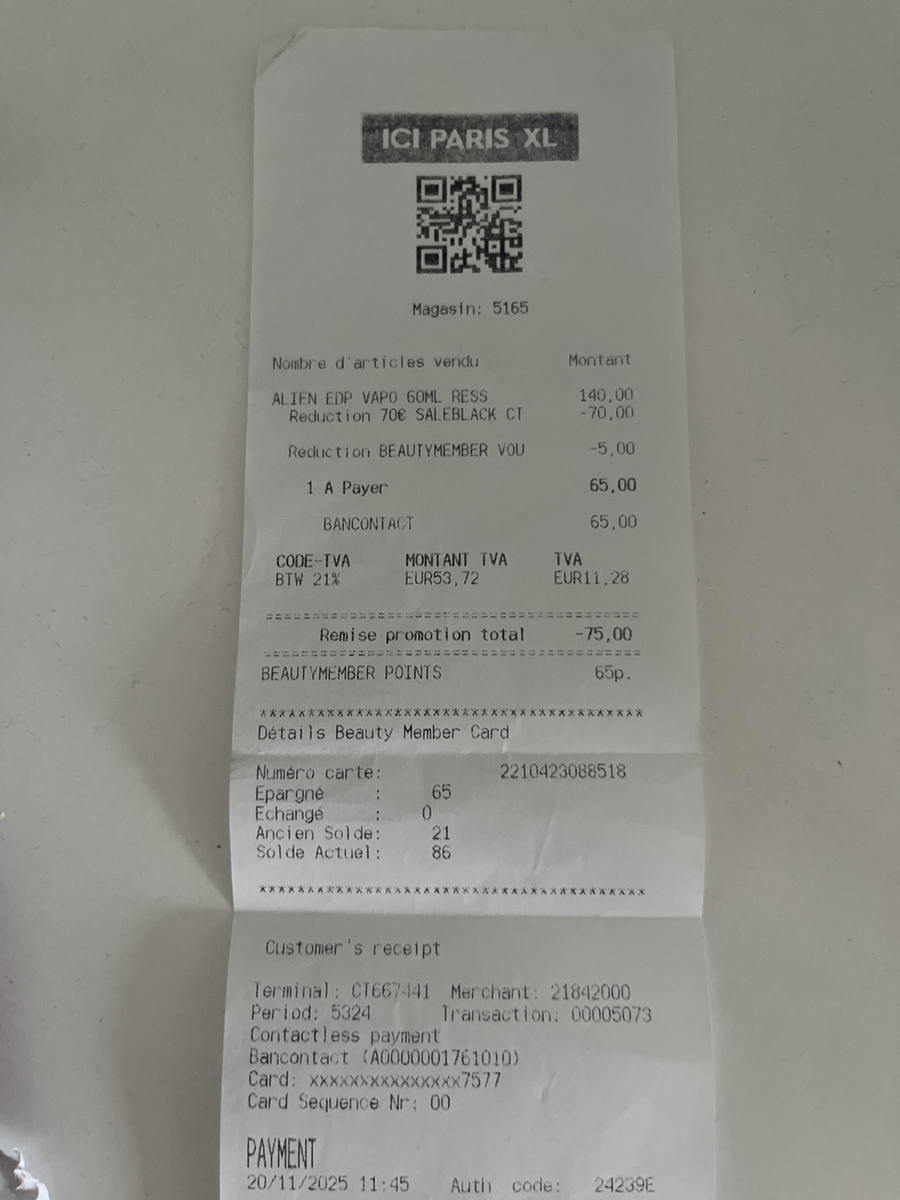 ICI PARIS XL
Magasin: 5165
Nombre d'articles vendu Montant
ALIEN EDP VAPO 60ML RESS 140,00
Reduction 70€ SALEBLACK CT -70,00
Reduction BEAUTYMEMBER VOU -5,00
1 A Payer 65,00
BANCONTACT 65,00
CODE-TVA MONTANT TVA TVA
BTW 21% EUR53,72 EUR11,28
========================================
Remise promotion total -75,00
========================================
BEAUTYMEMBER POINTS 65p.
****************************************
Détails Beauty Member Card
Numéro carte: 2210423088518
Epargné : 65
Echangé : 0
Ancien Solde: 21
Solde Actuel: 86
****************************************
Customer's receipt
Terminal: CT667441 Merchant: 21842000
Period: 5324 Transaction: 00005073
Contactless payment
Bancontact (A0000001761010)
Card: xxxxxxxxxxxxxxx7577
Card Sequence Nr: 00
PAYMENT
20/11/2025 11:45 Auth code: 24239E